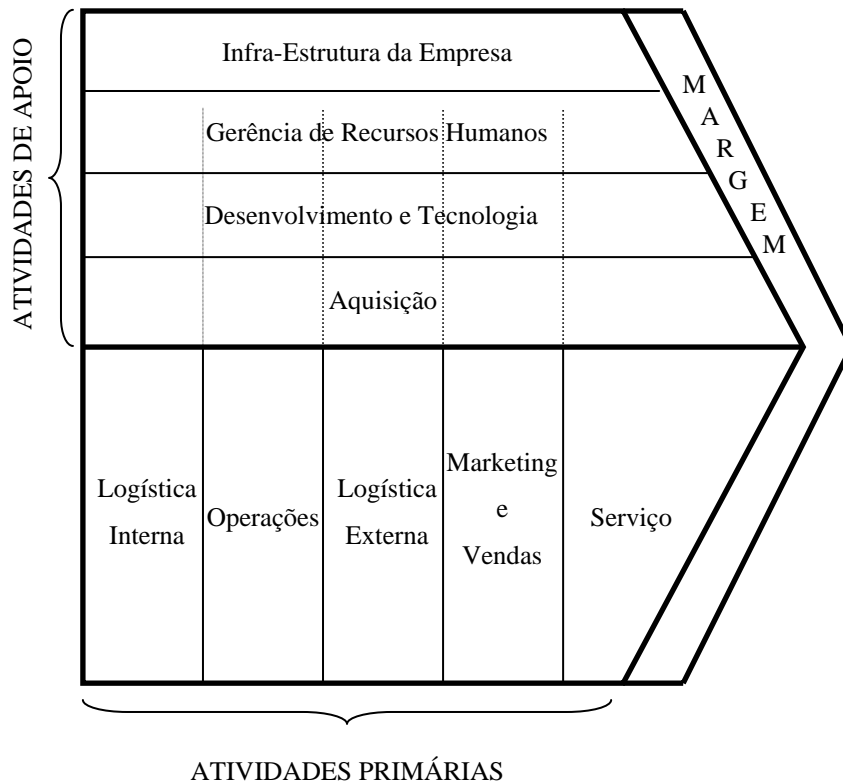 ATIVIDADES DE APOIO
Infra-Estrutura da Empresa
Gerência de Recursos Humanos
Desenvolvimento e Tecnologia
Aquisição
MARGEM
Logística
Interna
Operações
Logística
Externa
Marketing
e
Vendas
Serviço
ATIVIDADES PRIMÁRIAS